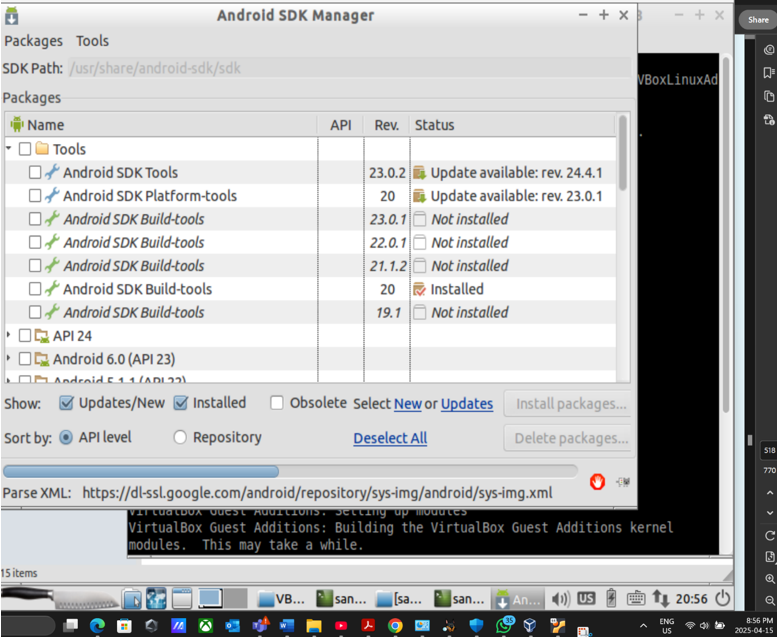 Android SDK Manager
Share
Packages Tools
SDK Path: /usr/share/android-sdk/sdk
VBoxLinuxAd
Packages
Name API Rev. Status
Tools
Android SDK Tools 23.0.2 Update available: rev. 24.4.1
Android SDK Platform-tools 20 Update available: rev. 23.0.1
Android SDK Build-tools 23.0.1 Not installed
Android SDK Build-tools 22.0.1 Not installed
Android SDK Build-tools 21.1.2 Not installed
Android SDK Build-tools 20 Installed
Android SDK Build-tools 19.1 Not installed
API 24
Android 6.0 (API 23)
Android 5.1.1 (API 22)
Show: Updates/New Installed Obsolete Select New or Updates Install packages...
Sort by: API level Repository Deselect All Delete packages...
518
770
Parse XML: https://dl-ssl.google.com/android/repository/sys-img/android/sys-img.xml
VirtualBox Guest Additions: Setting up modules
VirtualBox Guest Additions: Building the VirtualBox Guest Additions kernel
modules. This may take a while.
15 items
VB... san... [sa... san... An... US 20:56
35
ENG
US
8:56 PM
2025-04-15